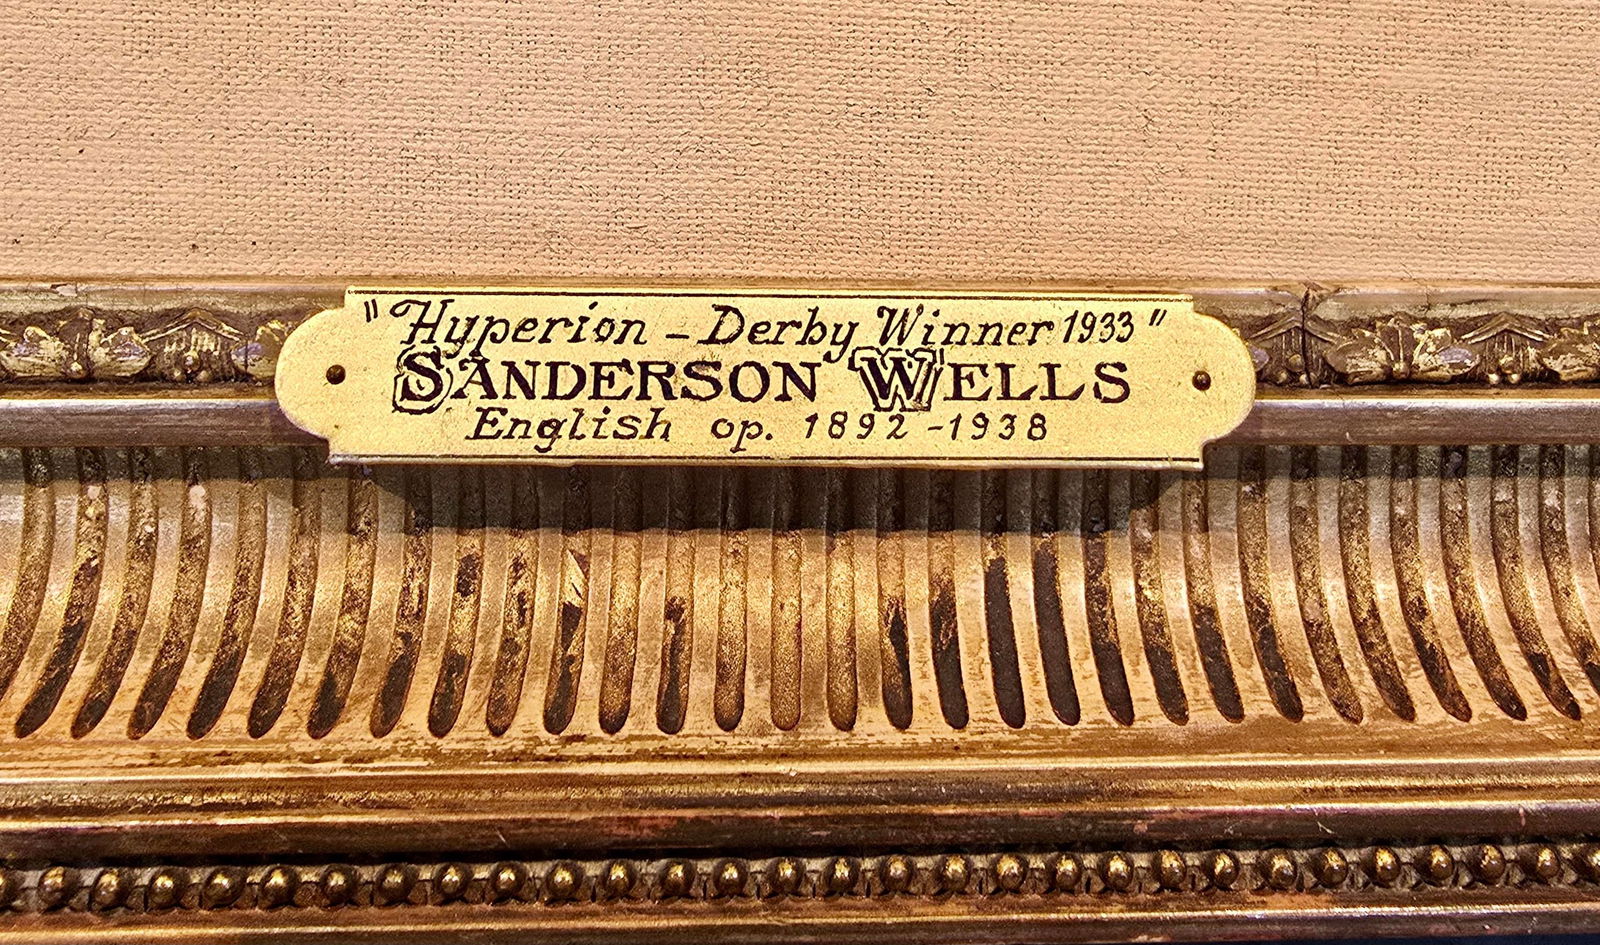 "Hyperion - Derby Winner 1933"
SANDERSON WELLS
English op. 1892-1938